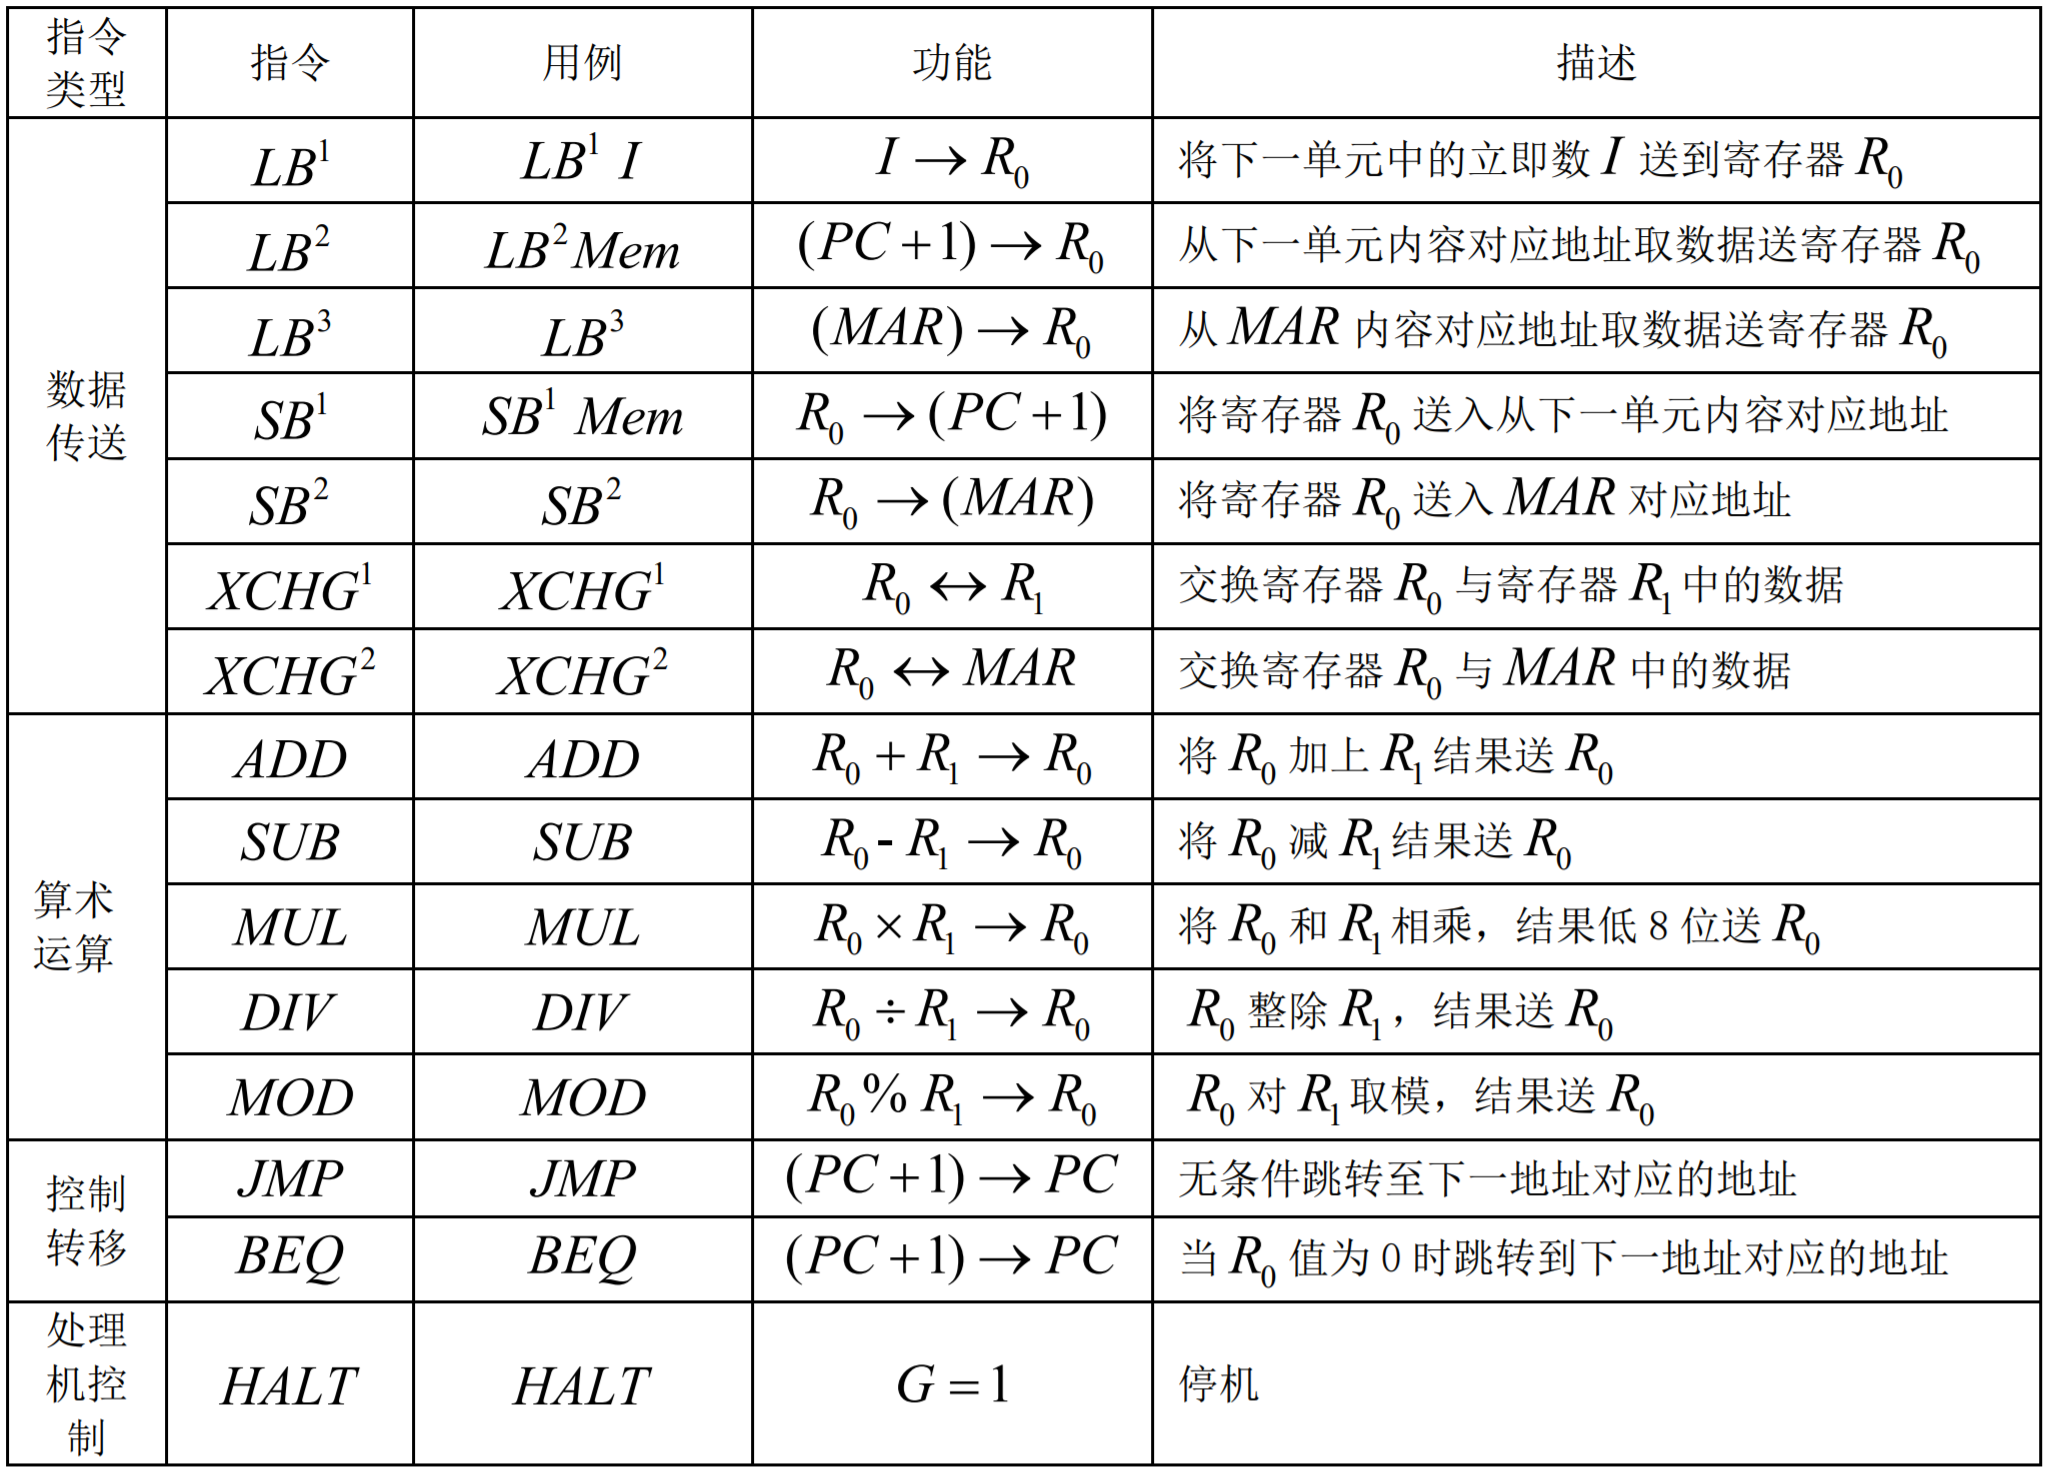 指令类型 指令 用例 功能 描述
数据传送 LB¹ LB¹ I I → R₀ 将下一单元中的立即数 I 送到寄存器 R₀
LB² LB² Mem (PC + 1) → R₀ 从下一单元内容对应地址取数据送寄存器 R₀
LB³ LB³ (MAR) → R₀ 从 MAR 内容对应地址取数据送寄存器 R₀
SB¹ SB¹ Mem R₀ → (PC + 1) 将寄存器 R₀ 送入从下一单元内容对应地址
SB² SB² R₀ → (MAR) 将寄存器 R₀ 送入 MAR 对应地址
XCHG¹ XCHG¹ R₀ ↔ R₁ 交换寄存器 R₀ 与寄存器 R₁ 中的数据
XCHG² XCHG² R₀ ↔ MAR 交换寄存器 R₀ 与 MAR 中的数据
算术运算 ADD ADD R₀ + R₁ → R₀ 将 R₀ 加上 R₁ 结果送 R₀
SUB SUB R₀ - R₁ → R₀ 将 R₀ 减 R₁ 结果送 R₀
MUL MUL R₀ × R₁ → R₀ 将 R₀ 和 R₁ 相乘，结果低 8 位送 R₀
DIV DIV R₀ ÷ R₁ → R₀ R₀ 整除 R₁，结果送 R₀
MOD MOD R₀ % R₁ → R₀ R₀ 对 R₁ 取模，结果送 R₀
控制转移 JMP JMP (PC + 1) → PC 无条件跳转至下一地址对应的地址
BEQ BEQ (PC + 1) → PC 当 R₀ 值为 0 时跳转到下一地址对应的地址
处理机控制 HALT HALT G = 1 停机